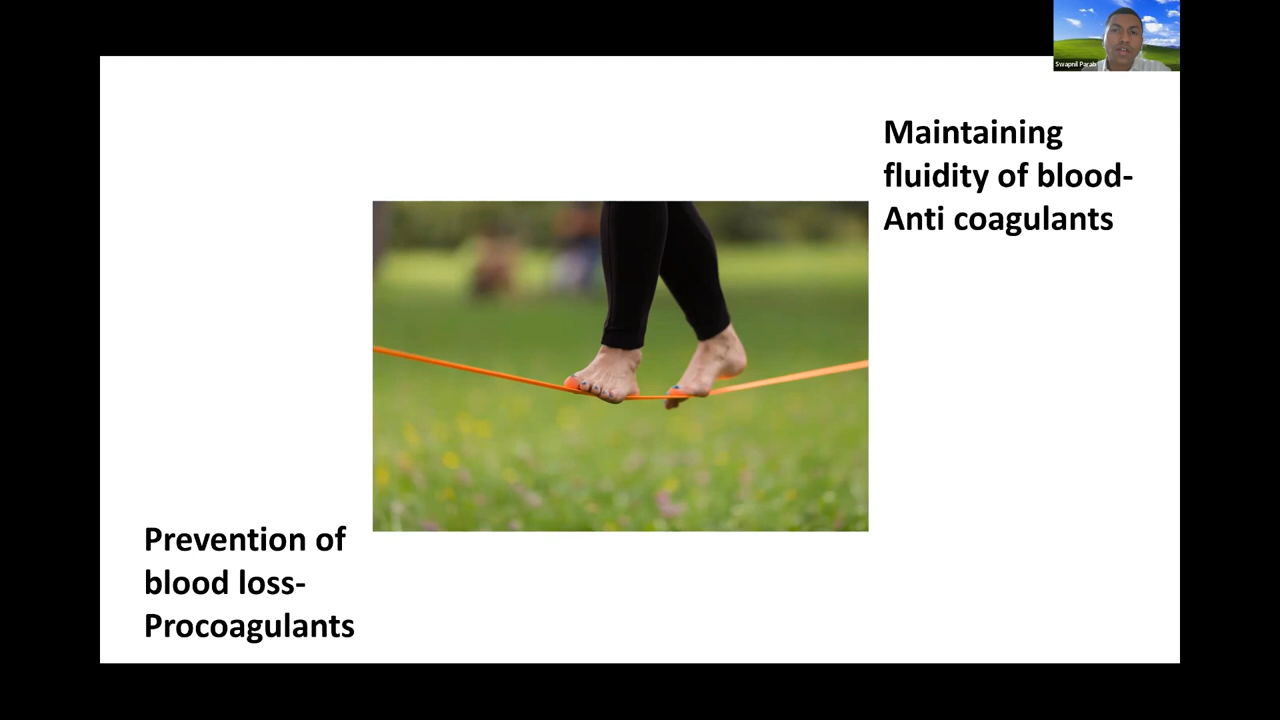 Swapnil Parab
Maintaining
fluidity of blood-
Anti coagulants
Prevention of
blood loss-
Procoagulants